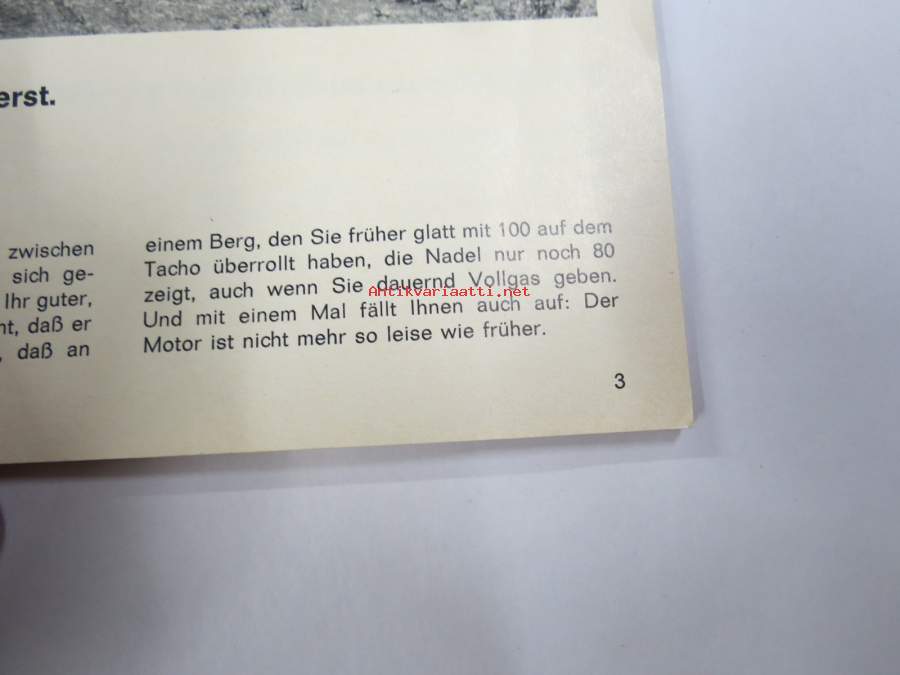 erst.
zwischen
sich ge-
Ihr guter,
daß er
, daß an
einem Berg, den Sie früher glatt mit 100 auf dem
Tacho überrollt haben, die Nadel nur noch 80
zeigt, auch wenn Sie dauernd Vollgas geben.
Und mit einem Mal fällt Ihnen auch auf: Der
Motor ist nicht mehr so leise wie früher.
3
Antikvariaatti.net